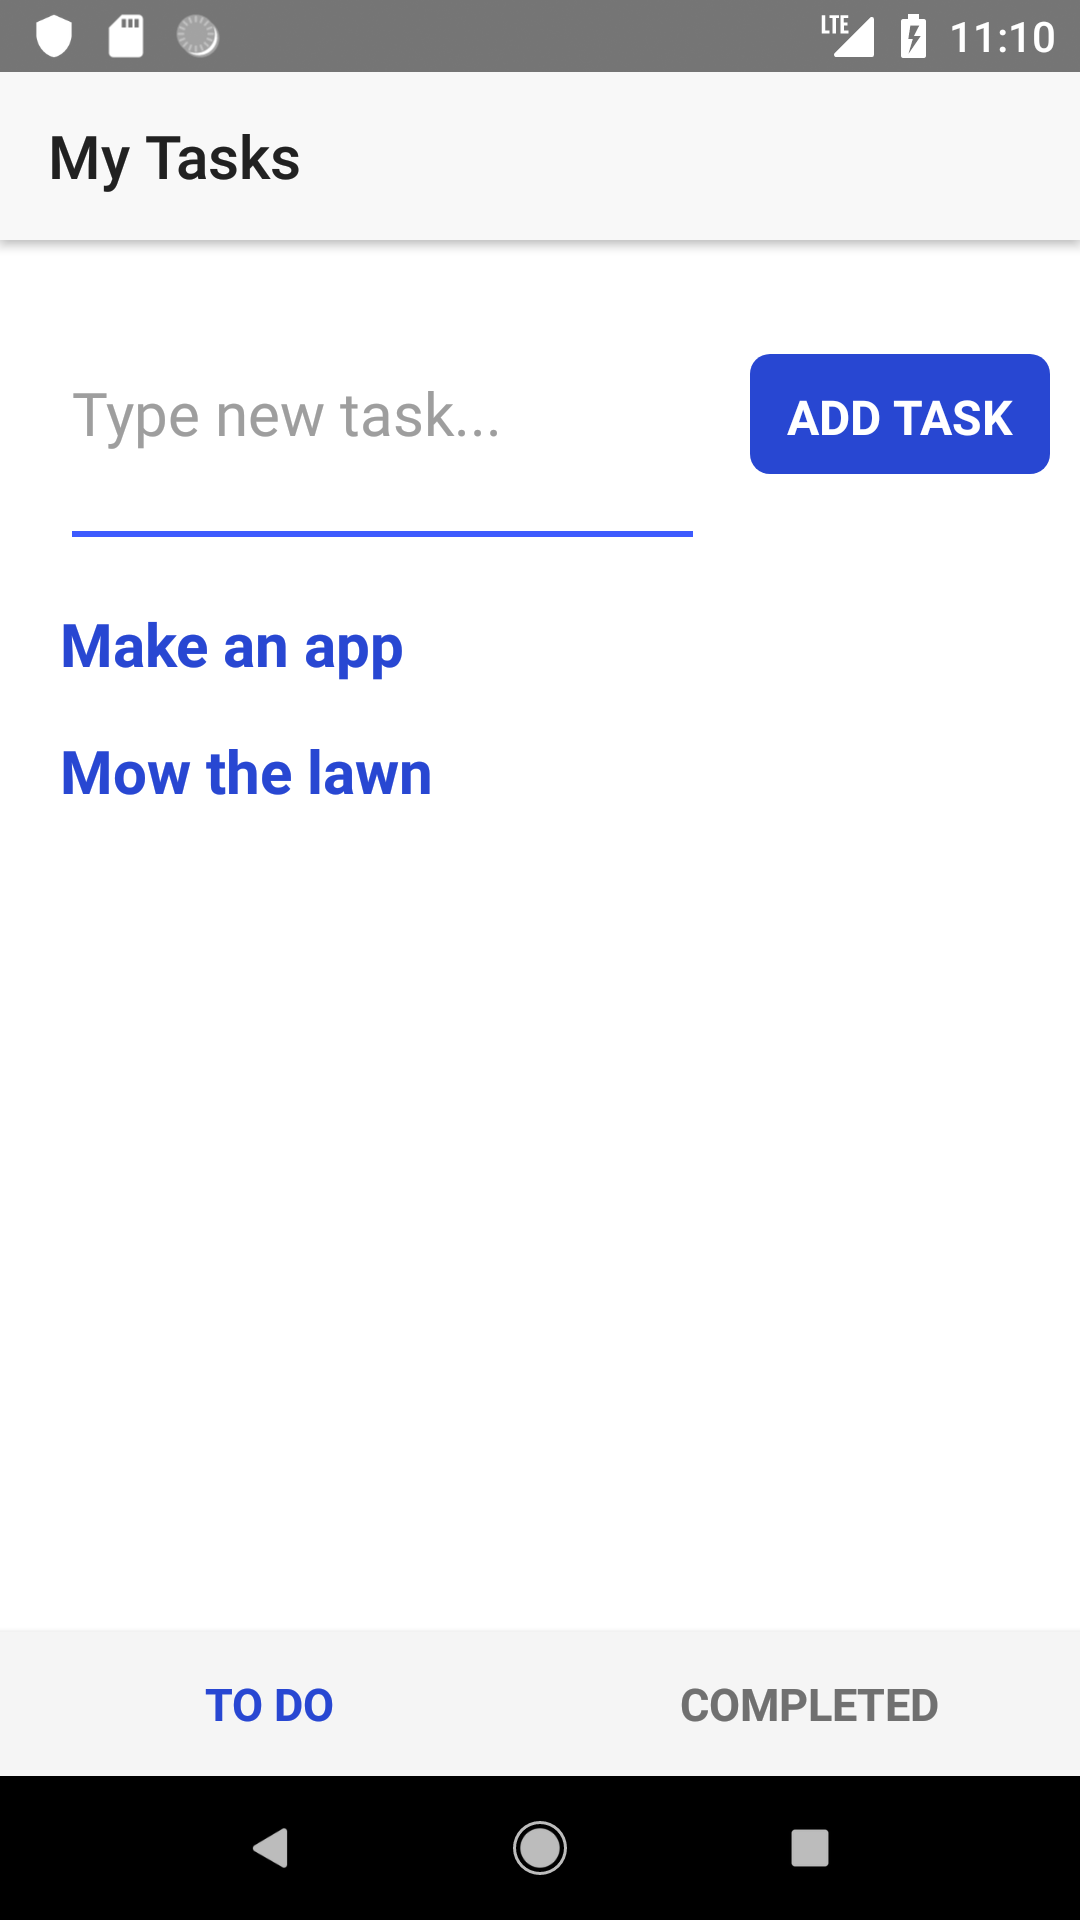 LTE 11:10
My Tasks
Type new task...
ADD TASK
Make an app
Mow the lawn
TO DO
COMPLETED